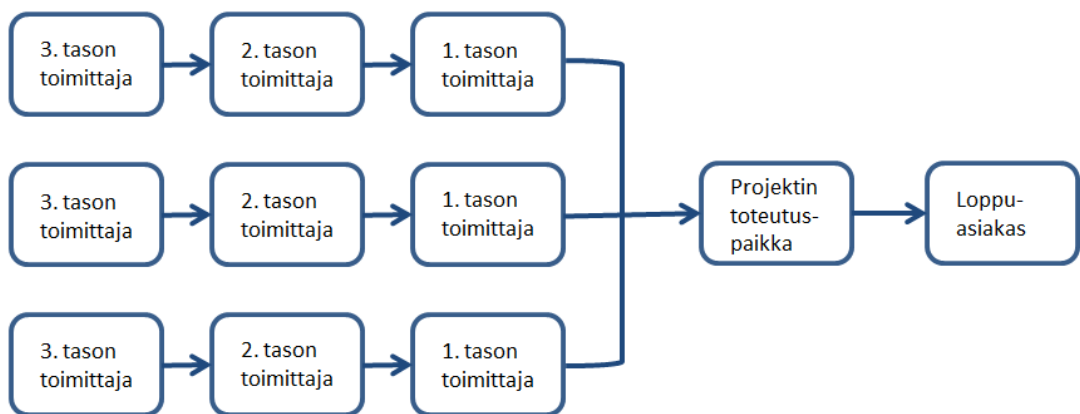 3. tason
toimittaja
2. tason
toimittaja
1. tason
toimittaja
3. tason
toimittaja
2. tason
toimittaja
1. tason
toimittaja
Projektin
toteutus-
paikka
Loppu-
asiakas
3. tason
toimittaja
2. tason
toimittaja
1. tason
toimittaja